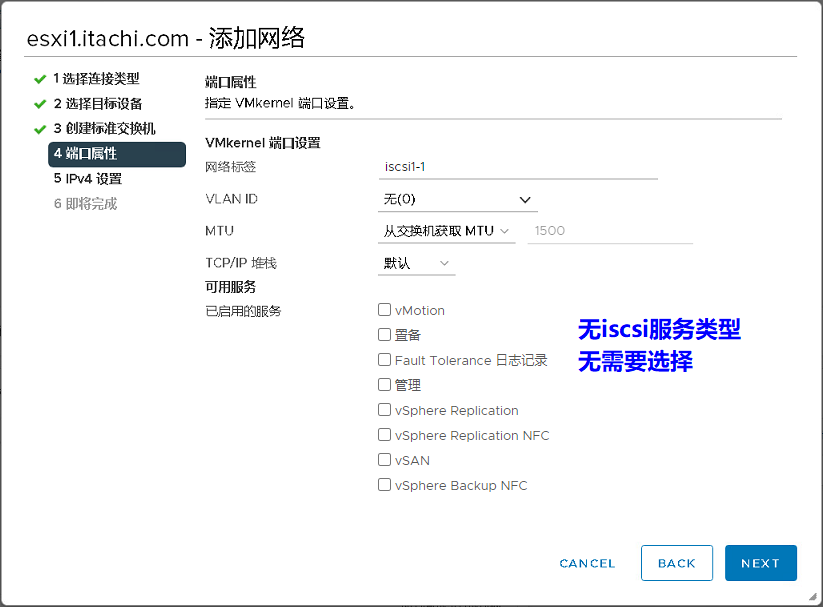 esxi1.itachi.com - 添加网络
1 选择连接类型
2 选择目标设备
3 创建标准交换机
4 端口属性
5 IPv4 设置
6 即将完成
端口属性
指定 VMkernel 端口设置。
VMkernel 端口设置
网络标签 iscsi1-1
VLAN ID 无(0)
MTU 从交换机获取 MTU 1500
TCP/IP 堆栈 默认
可用服务
已启用的服务 vMotion
置备
Fault Tolerance 日志记录
管理
vSphere Replication
vSphere Replication NFC
vSAN
vSphere Backup NFC
无iscsi服务类型
无需要选择
CANCEL BACK NEXT